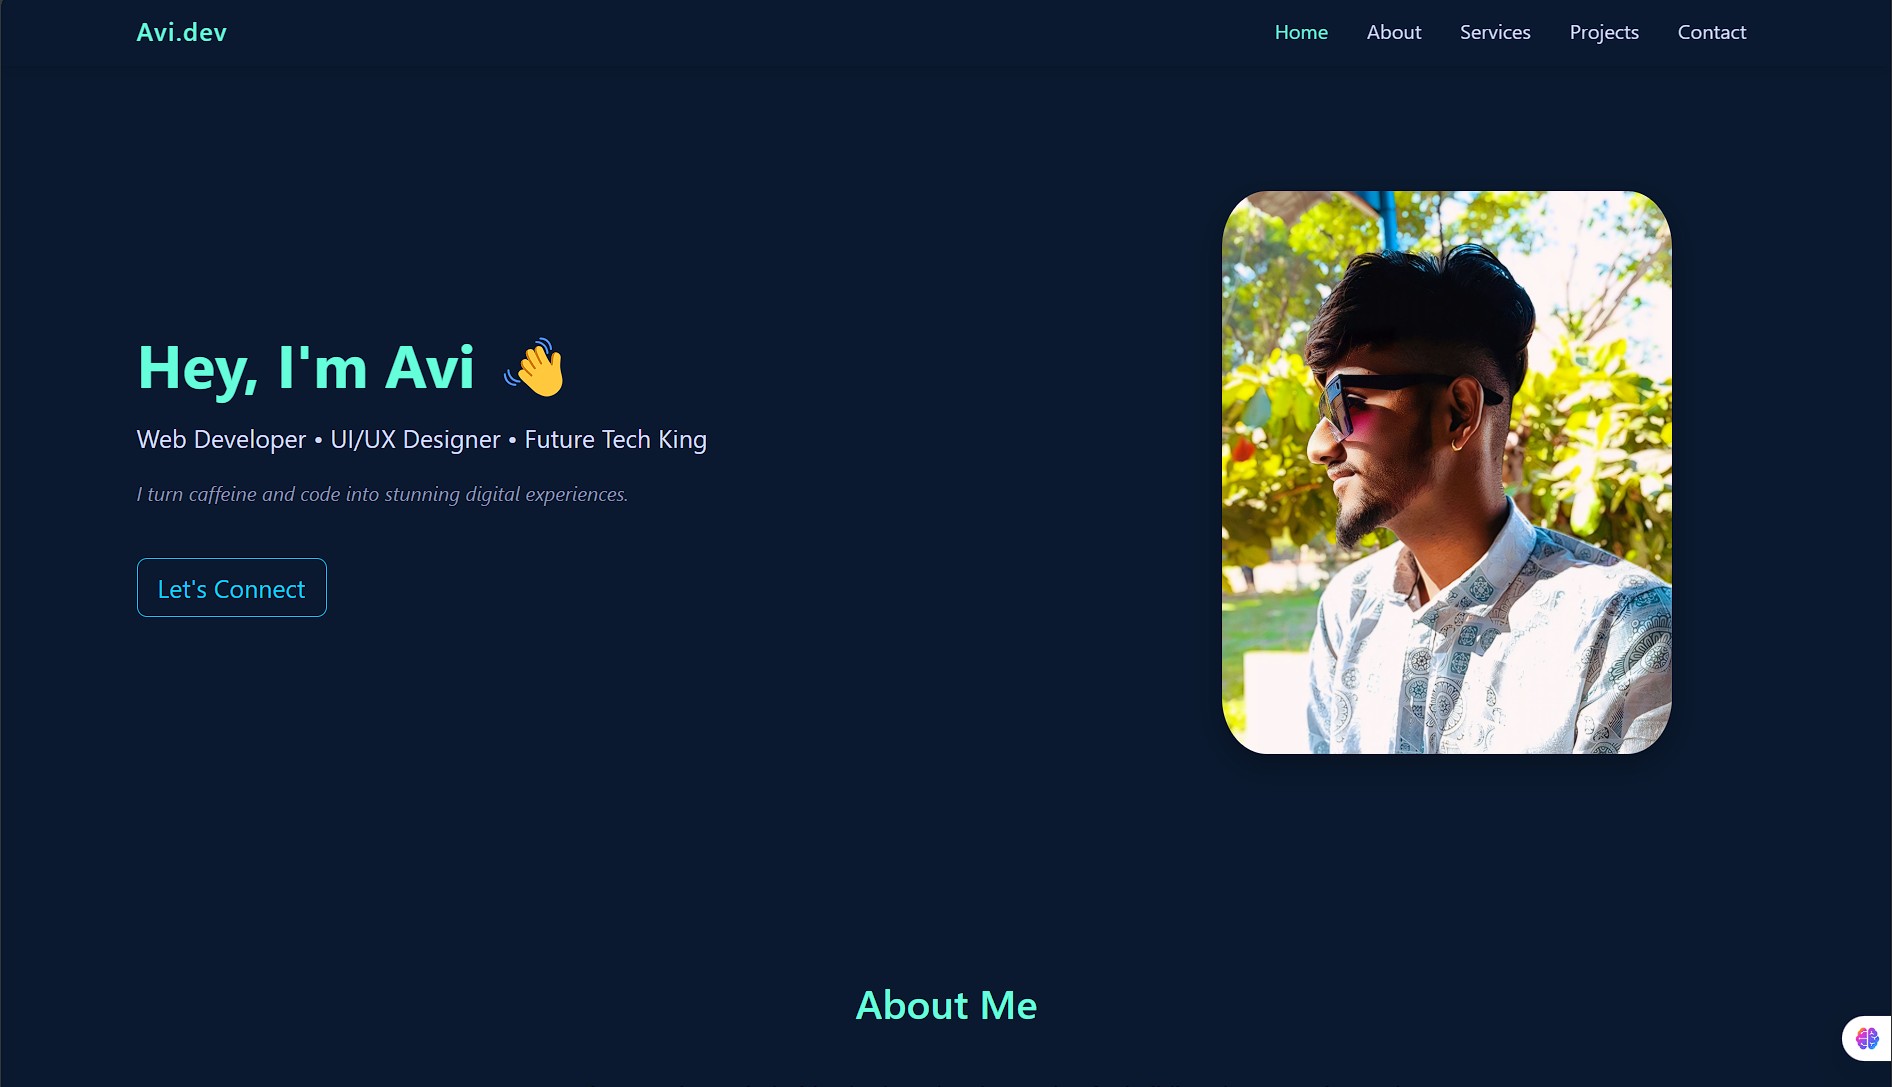 Avi.dev
Home About Services Projects Contact
Hey, I'm Avi 👋
Web Developer • UI/UX Designer • Future Tech King
I turn caffeine and code into stunning digital experiences.
Let's Connect
About Me